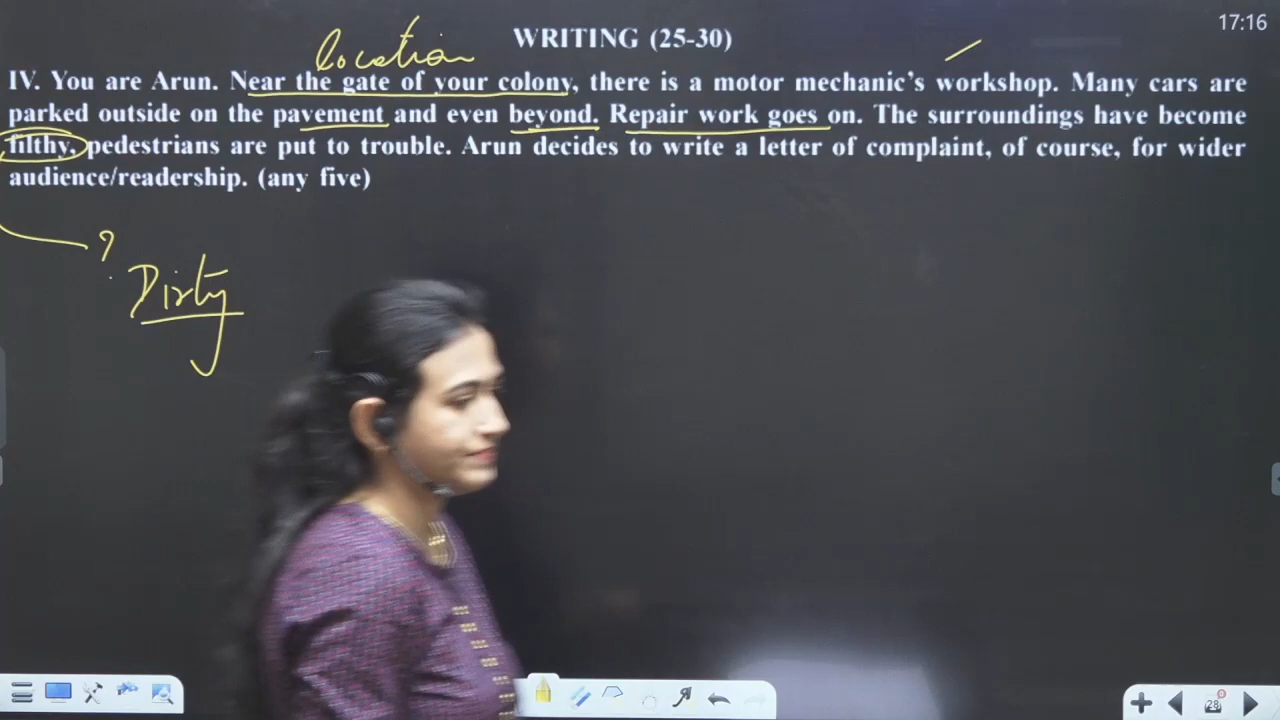 17:16
WRITING (25-30)
location
IV. You are Arun. Near the gate of your colony, there is a motor mechanic's workshop. Many cars are
parked outside on the pavement and even beyond. Repair work goes on. The surroundings have become
filthy, pedestrians are put to trouble. Arun decides to write a letter of complaint, of course, for wider
audience/readership. (any five)
?
Dirty
28